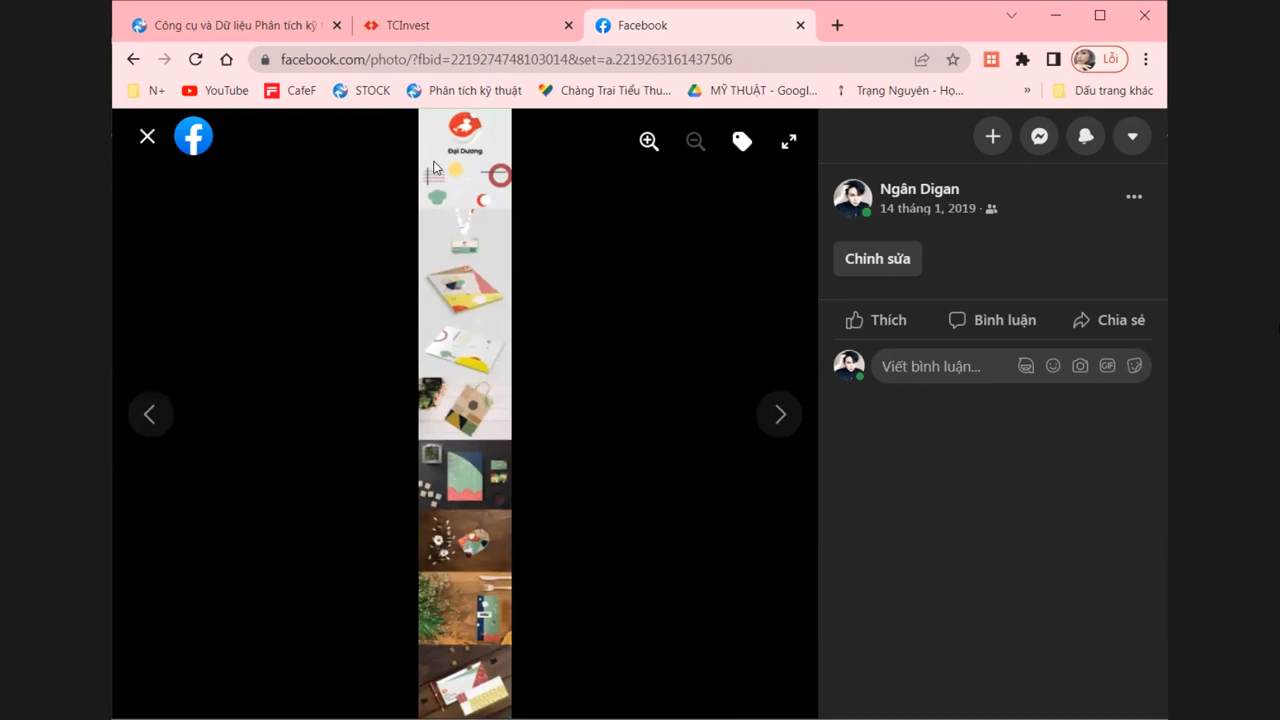 Công cụ và Dữ liệu Phân tích kỹ t
TCInvest
Facebook
facebook.com/photo/?fbid=2219274748103014&set=a.2219263161437506
Lỗi
N+
YouTube
CafeF
STOCK
Phân tích kỹ thuật
Chàng Trai Tiểu Thu...
MỸ THUẬT - Googl...
Trạng Nguyên - Họ...
»
Dấu trang khác
Đại Dương
Ngân Digan
14 tháng 1, 2019 ·
Chỉnh sửa
Thích
Bình luận
Chia sẻ
Viết bình luận...
GIF